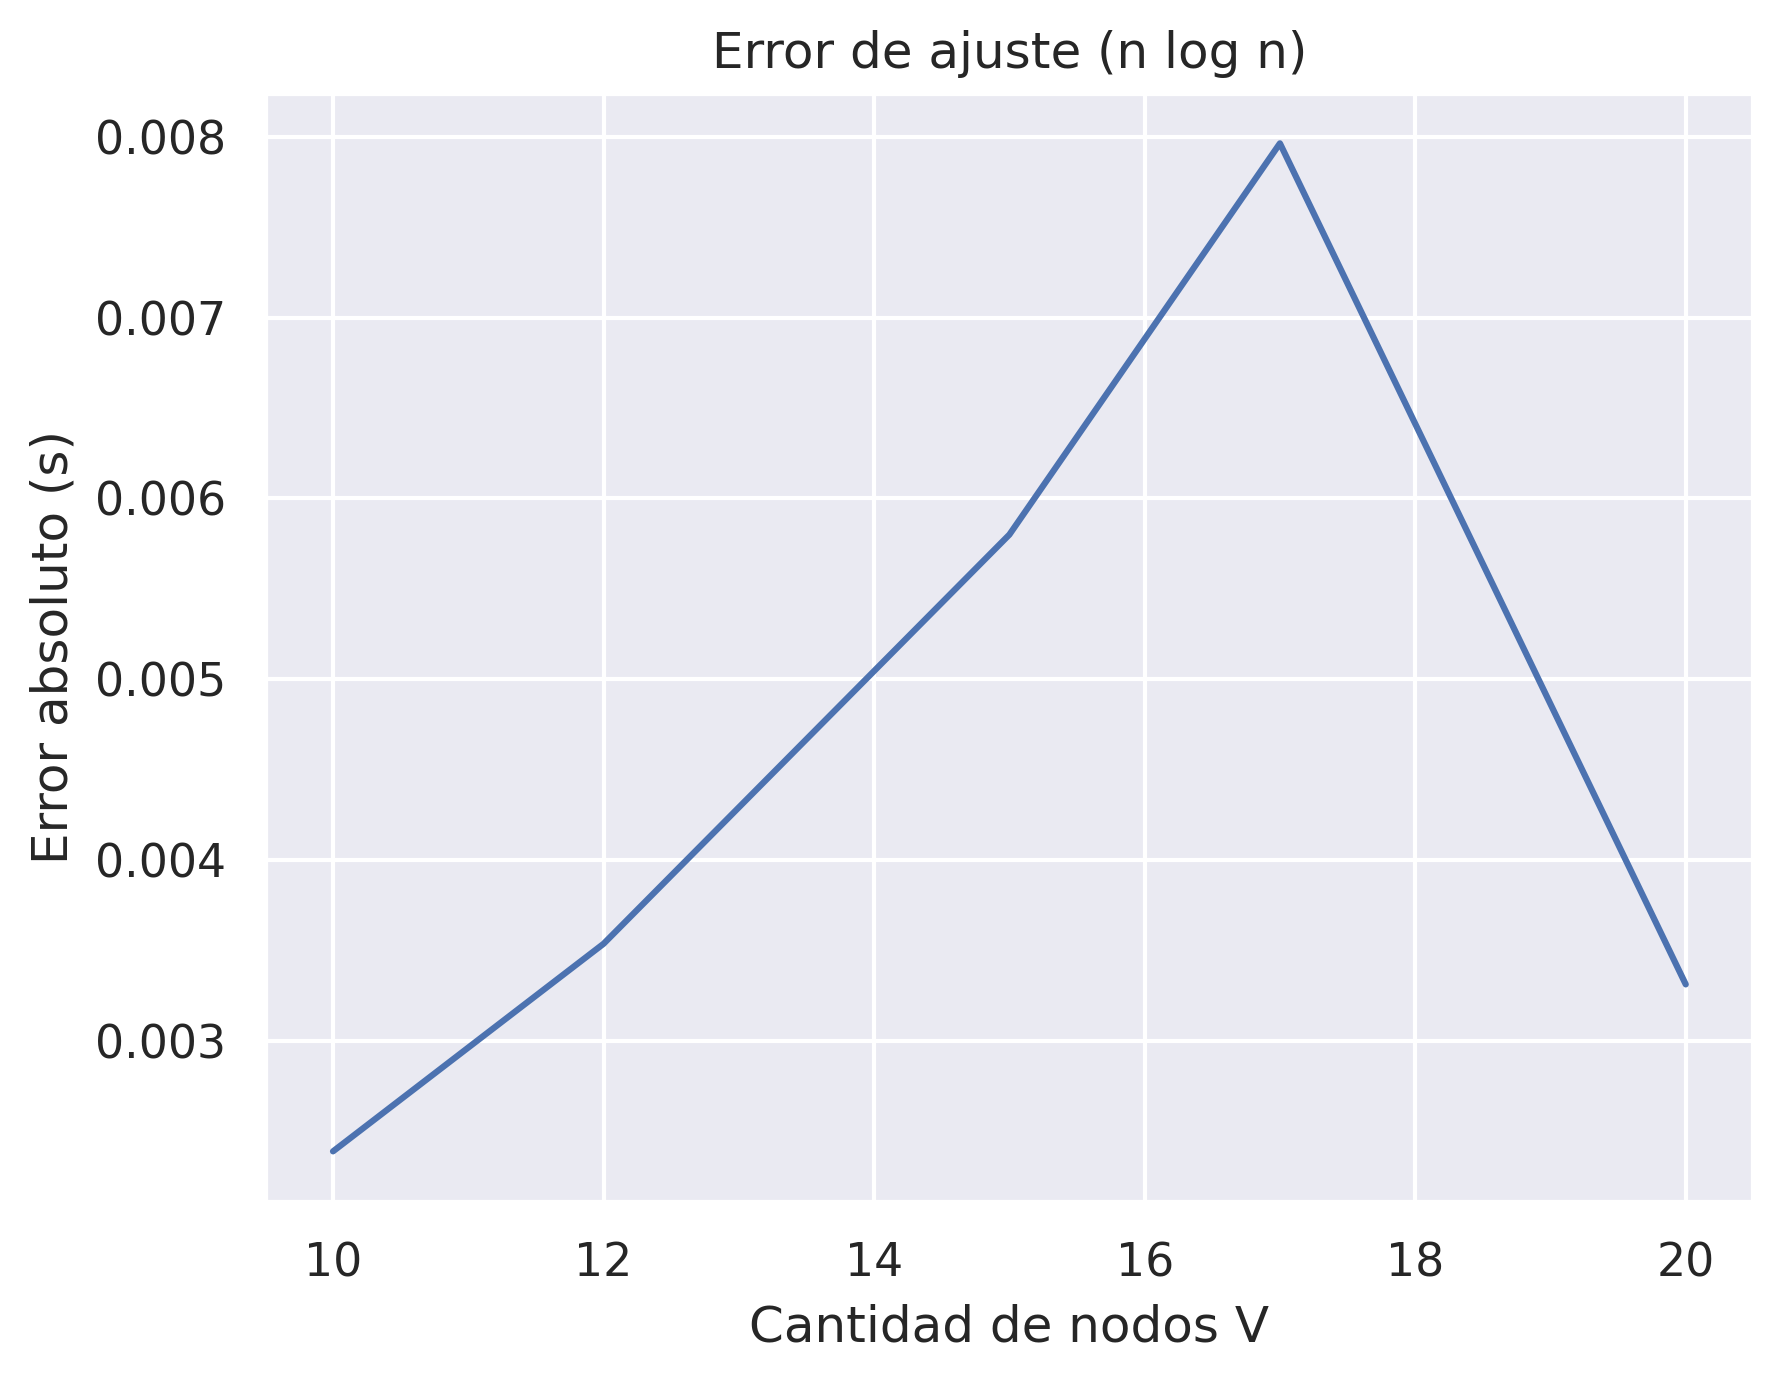 Error de ajuste (n log n)
Error absoluto (s)
0.008
0.007
0.006
0.005
0.004
0.003
10 12 14 16 18 20
Cantidad de nodos V